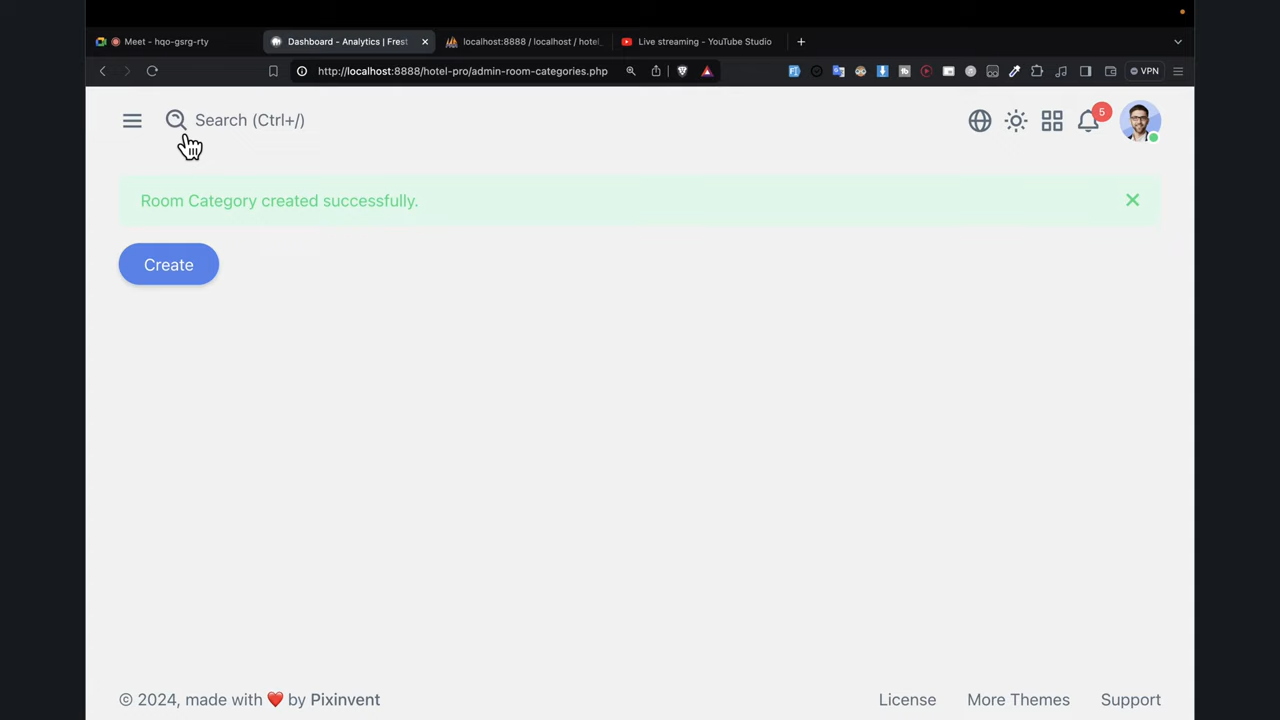 Meet - hqo-gsrg-rty
Dashboard - Analytics | Frest
localhost:8888 / localhost / hotel_
Live streaming - YouTube Studio
http://localhost:8888/hotel-pro/admin-room-categories.php
VPN
Search (Ctrl+/)
5
Room Category created successfully.
Create
© 2024, made with ❤️ by Pixinvent
License
More Themes
Support